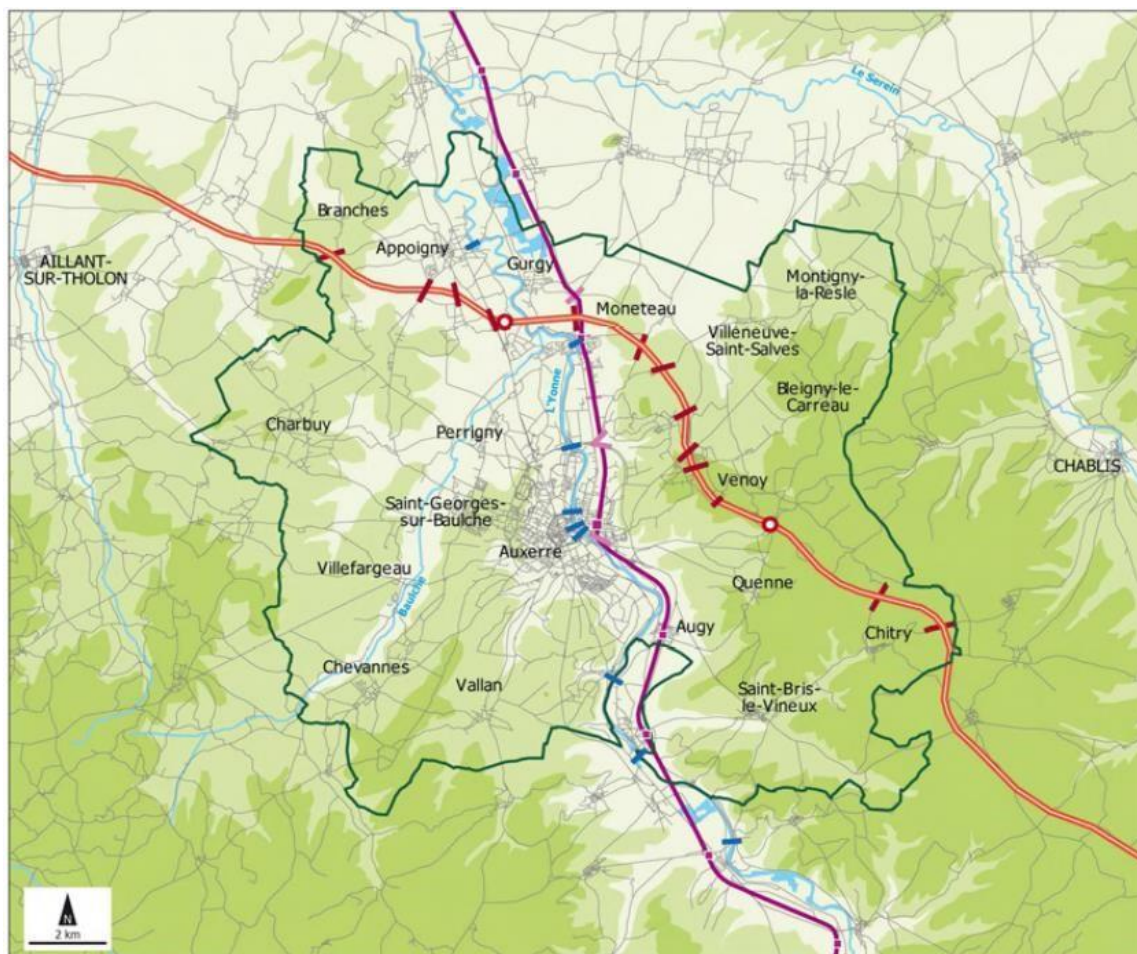 Le Serein
Branches
Appoigny
AILLANT-
SUR-THOLON
Gurgy
Montigny-
la-Resle
Moneteau
Villeneuve-
Saint-Salves
Bleigny-le-
Carreau
L'Yonne
Charbuy
Perrigny
CHABLIS
Venoy
Saint-Georges-
sur-Baulche
Auxerre
Villefargeau
Baulche
Quenne
Augy
Chitry
Chevannes
Vallan
Saint-Bris-
le-Vineux
N
2 km